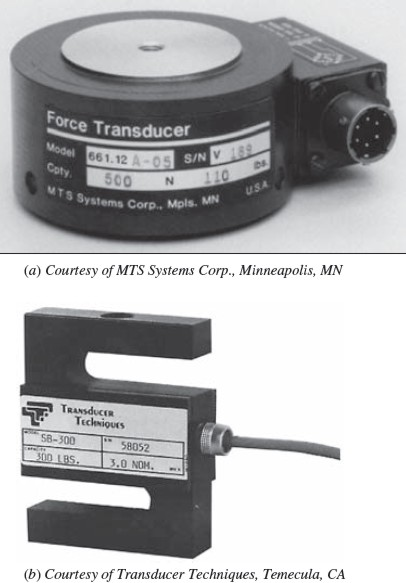 Force Transducer
Model 661.12 A-05 S/N V 189
Cpty. 500 N 110 lbs.
MTS Systems Corp., Mpls. MN U.S.A.
(a) Courtesy of MTS Systems Corp., Minneapolis, MN
TRANSDUCER
TECHNIQUES
MODEL SB-300 S/N 58052
CAPACITY 300 LBS. 3.0 NOM.
(b) Courtesy of Transducer Techniques, Temecula, CA